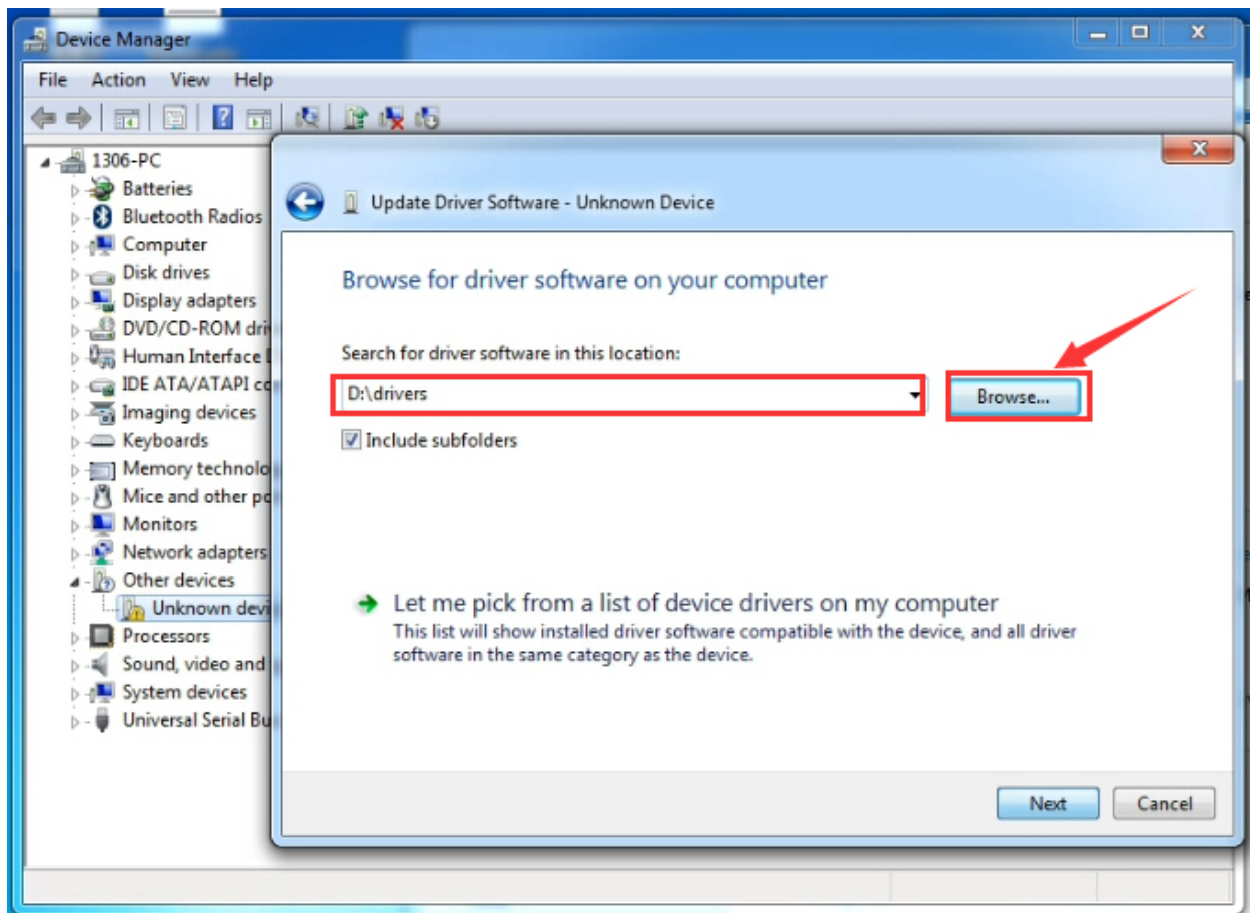 Device Manager
File Action View Help
1306-PC
Batteries
Bluetooth Radios
Computer
Disk drives
Display adapters
DVD/CD-ROM
Human Interface
IDE ATA/ATAPI
Imaging devices
Keyboards
Memory
Mice and other
Monitors
Network adapters
Other devices
Unknown
Processors
Sound, video and
System devices
Universal Serial
Update Driver Software - Unknown Device
Browse for driver software on your computer
Search for driver software in this location:
D:\drivers
Browse...
Include subfolders
Let me pick from a list of device drivers on my computer
This list will show installed driver software compatible with the device, and all driver
software in the same category as the device.
Next Cancel